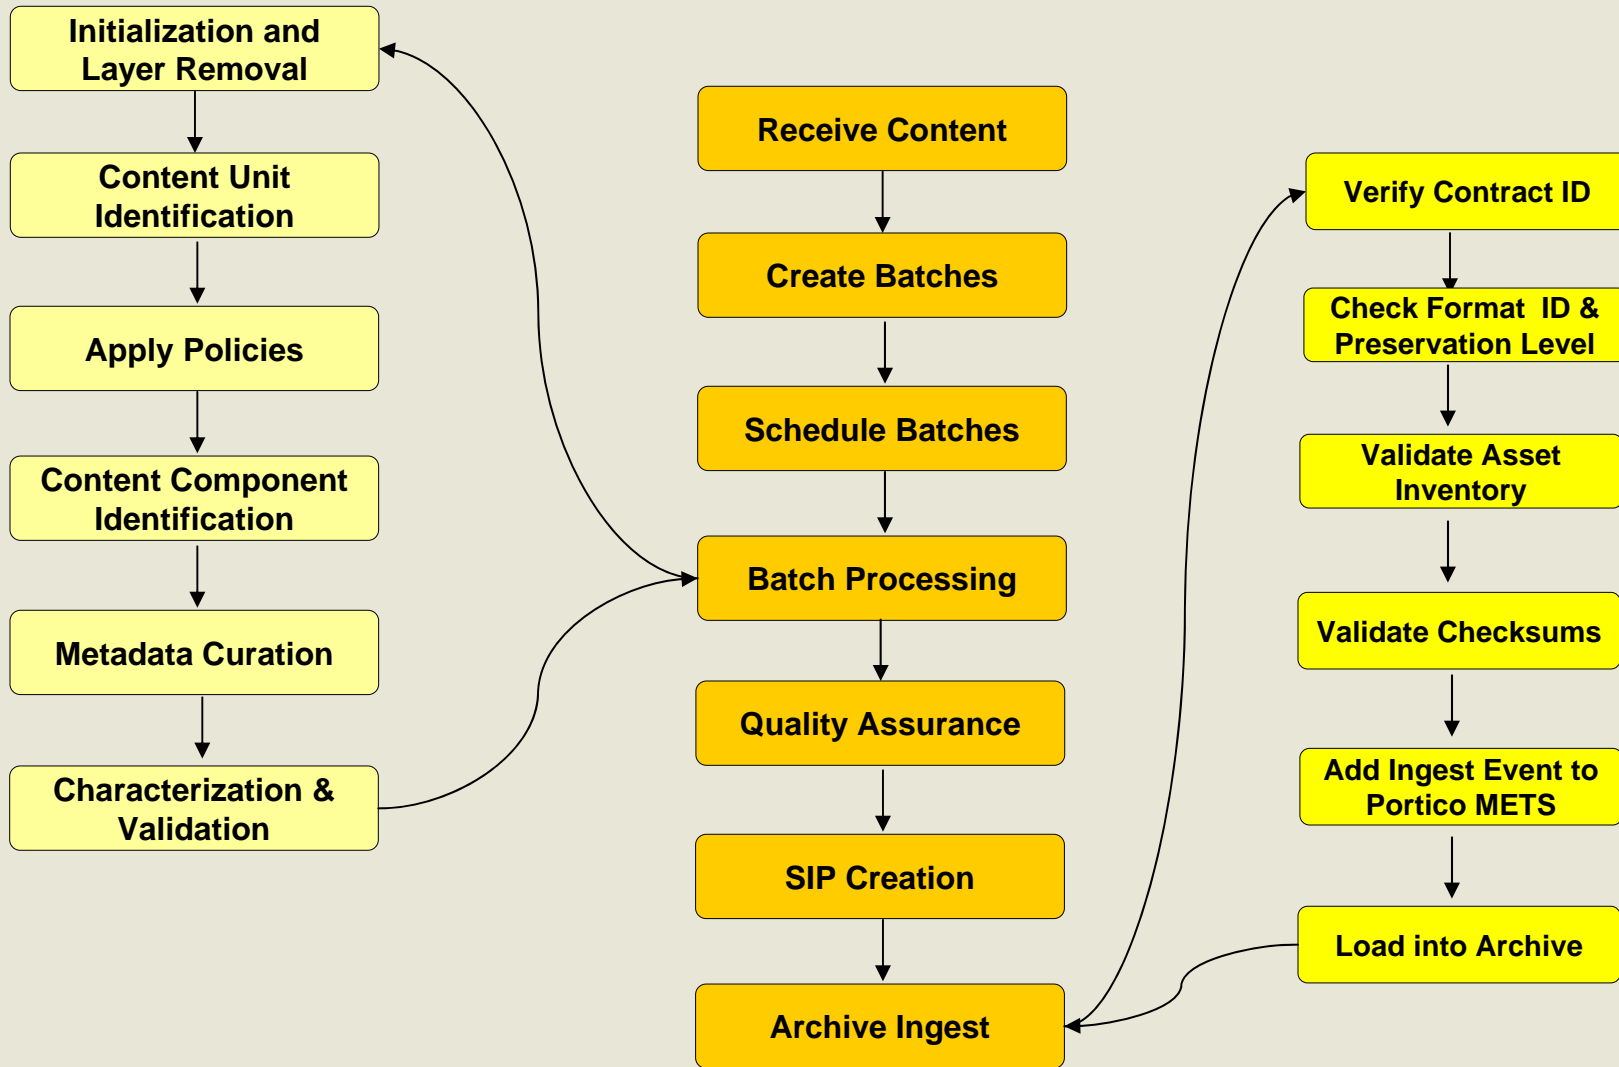 Initialization and
Layer Removal
Content Unit
Identification
Apply Policies
Content Component
Identification
Metadata Curation
Characterization &
Validation
Receive Content
Create Batches
Schedule Batches
Batch Processing
Quality Assurance
SIP Creation
Archive Ingest
Verify Contract ID
Check Format ID &
Preservation Level
Validate Asset
Inventory
Validate Checksums
Add Ingest Event to
Portico METS
Load into Archive